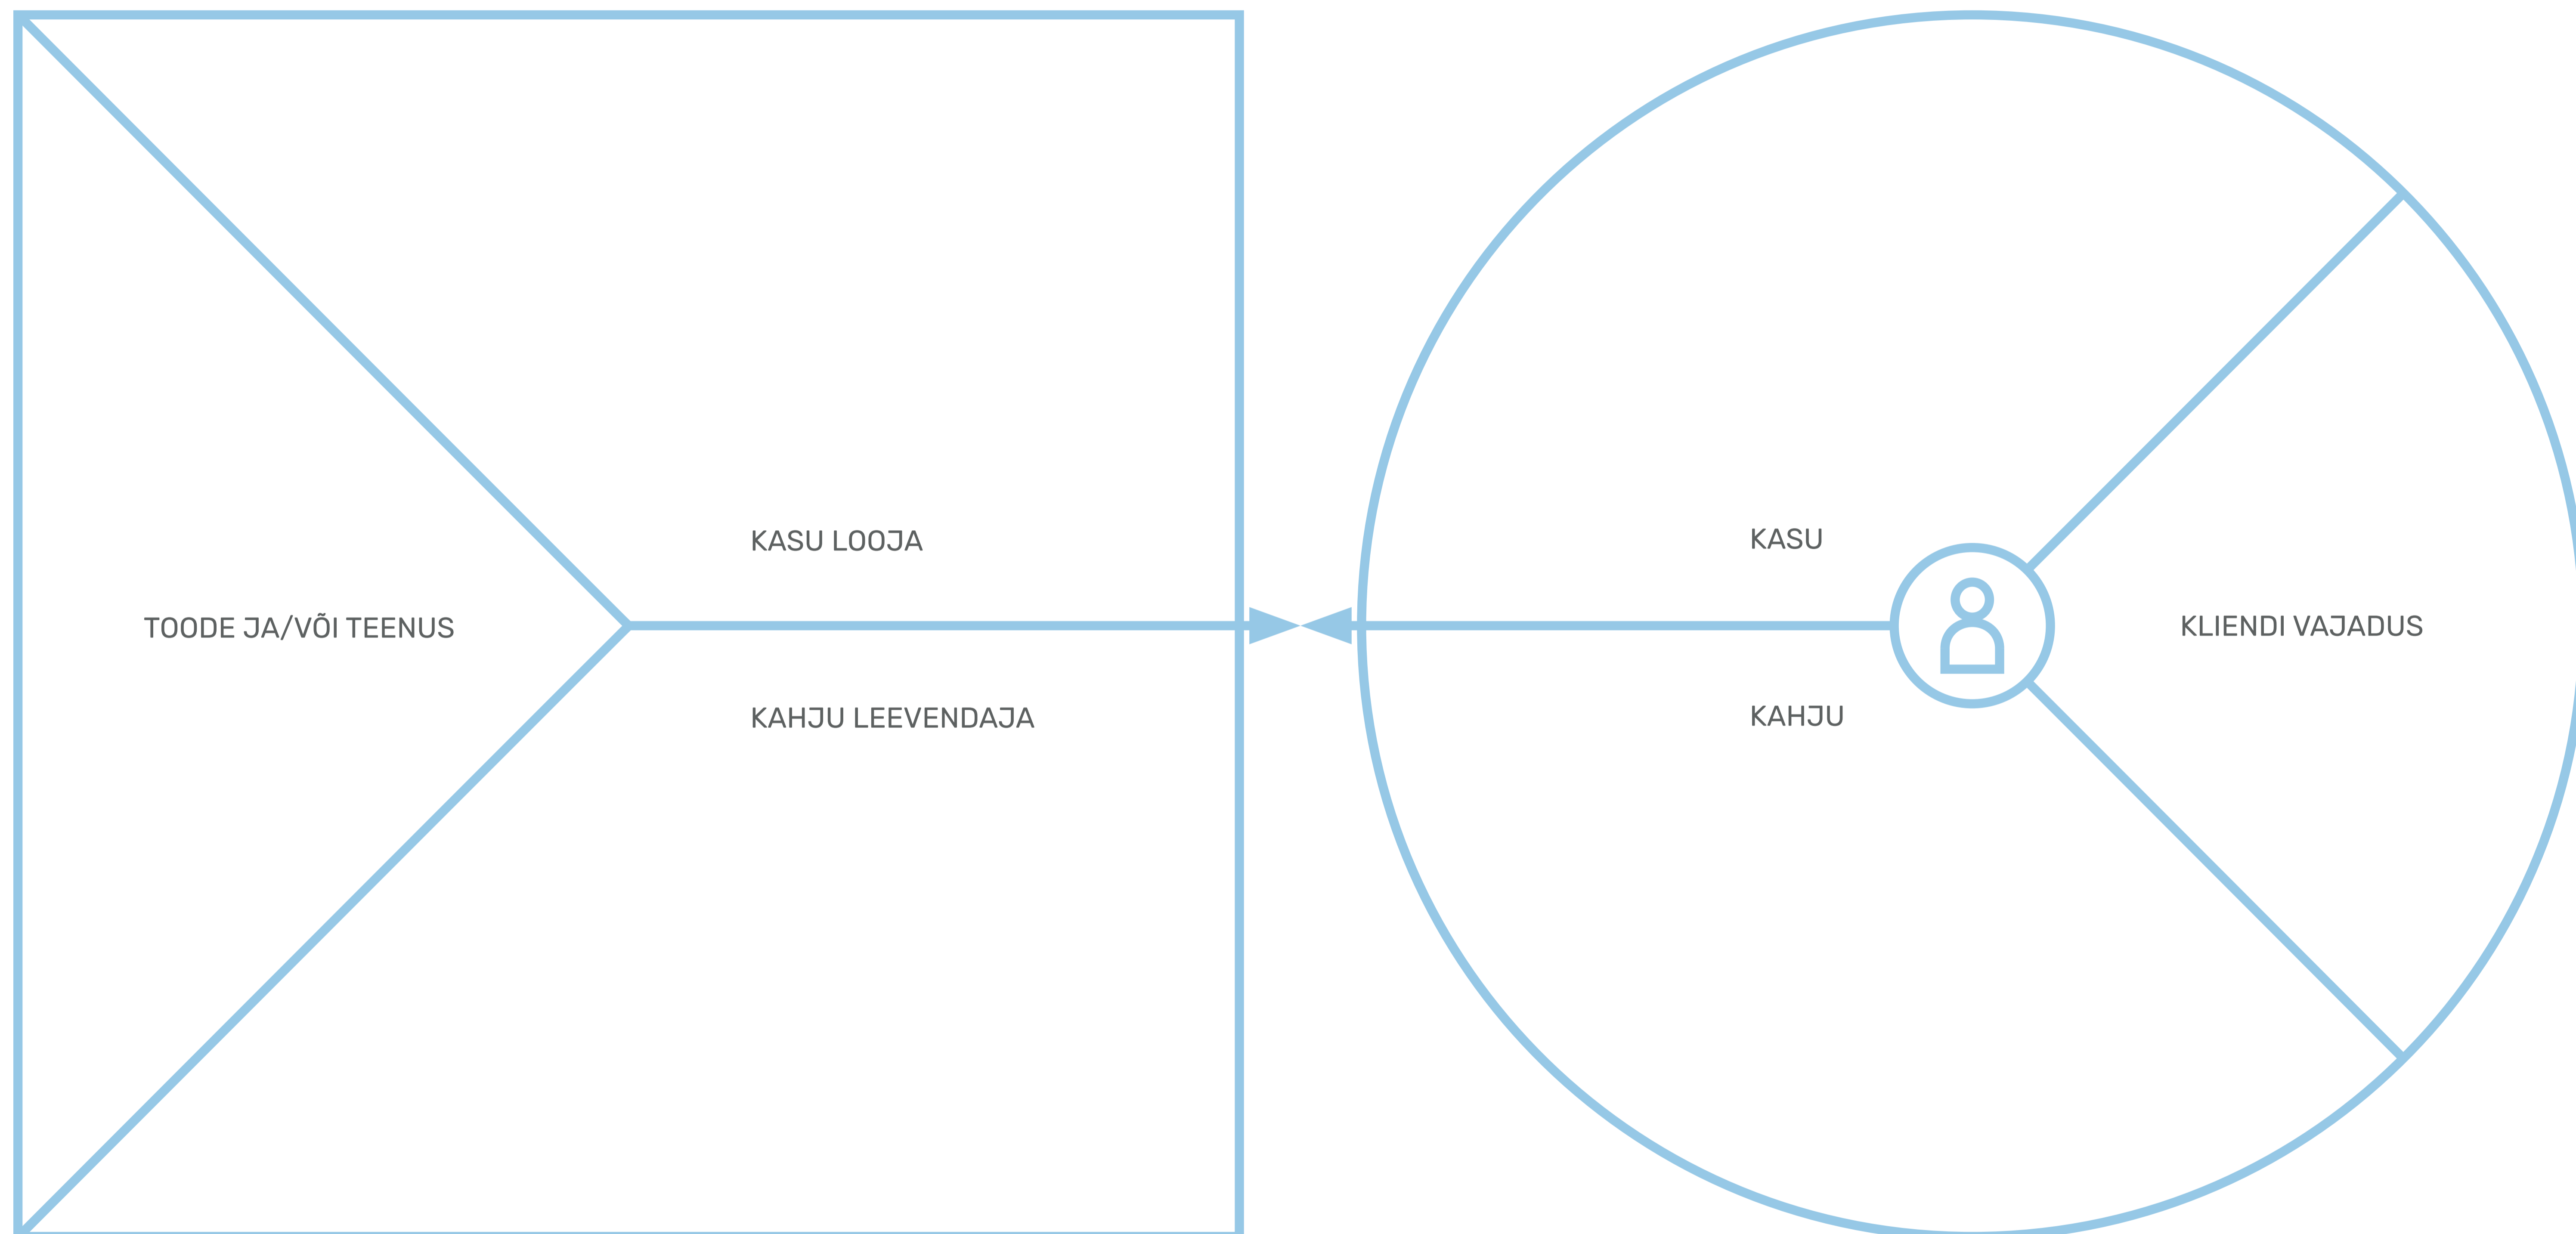 KASU LOOJA
TOODE JA/VÕI TEENUS
KAHJU LEEVENDAJA
KASU
KLIENDI VAJADUS
KAHJU